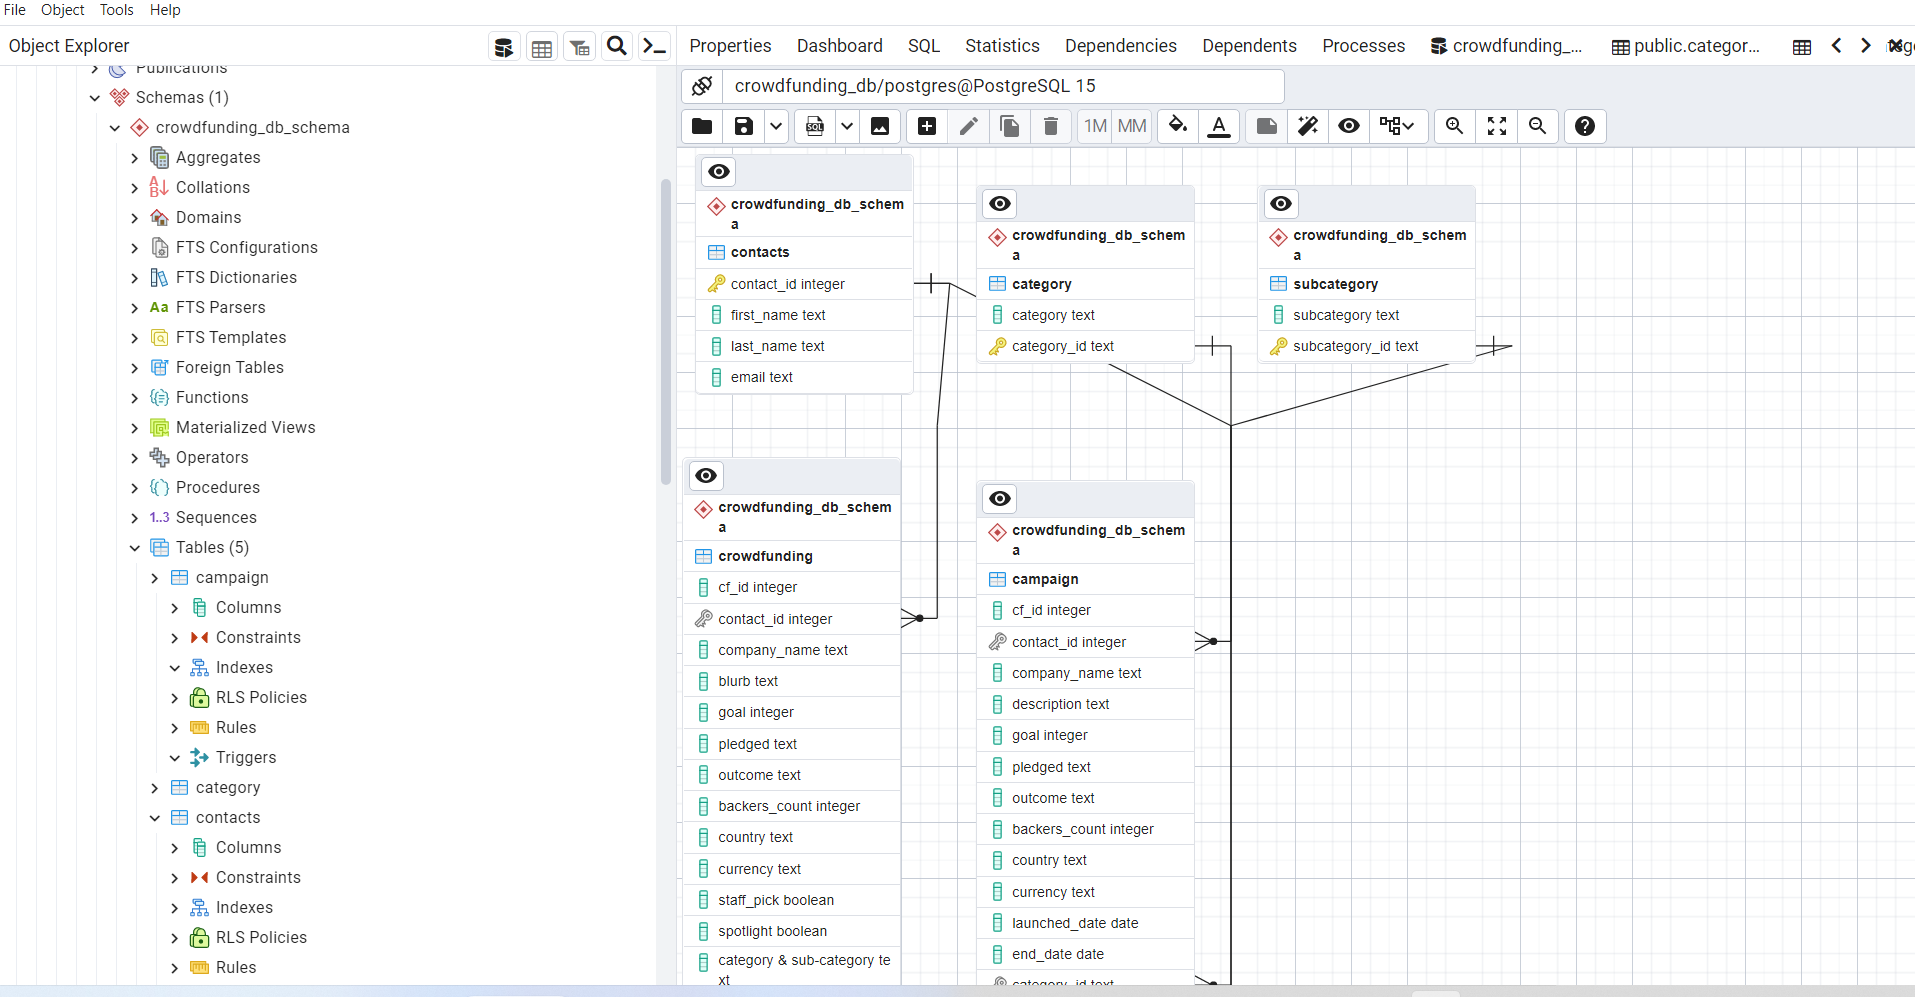 File Object Tools Help
Object Explorer
Properties Dashboard SQL Statistics Dependencies Dependents Processes crowdfunding_... public.categor...
crowdfunding_db/postgres@PostgreSQL 15
SQL 1M MM A
Publications
Schemas (1)
crowdfunding_db_schema
Aggregates
Collations
Domains
FTS Configurations
FTS Dictionaries
Aa FTS Parsers
FTS Templates
Foreign Tables
Functions
Materialized Views
Operators
Procedures
1..3 Sequences
Tables (5)
campaign
Columns
Constraints
Indexes
RLS Policies
Rules
Triggers
category
contacts
Columns
Constraints
Indexes
RLS Policies
Rules
crowdfunding_db_schem
a
contacts
contact_id integer
first_name text
last_name text
email text
crowdfunding_db_schem
a
category
category text
category_id text
crowdfunding_db_schem
a
subcategory
subcategory text
subcategory_id text
crowdfunding_db_schem
a
crowdfunding
cf_id integer
contact_id integer
company_name text
blurb text
goal integer
pledged text
outcome text
backers_count integer
country text
currency text
staff_pick boolean
spotlight boolean
category & sub-category te
xt
crowdfunding_db_schem
a
campaign
cf_id integer
contact_id integer
company_name text
description text
goal integer
pledged text
outcome text
backers_count integer
country text
currency text
launched_date date
end_date date
category_id text